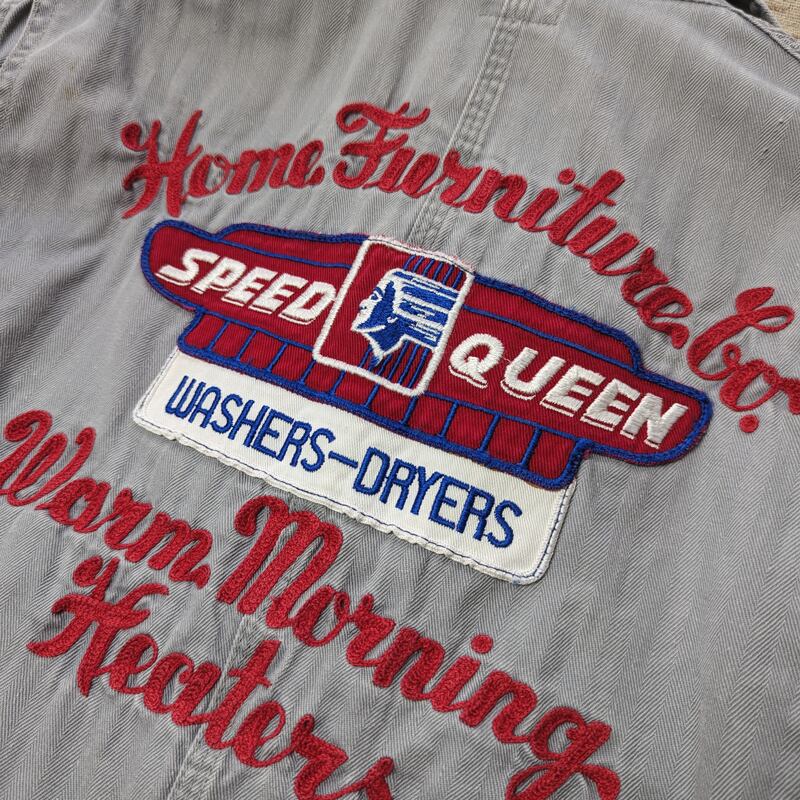 Home Furniture Co.
SPEED QUEEN
WASHERS-DRYERS
Warm Morning
Heaters